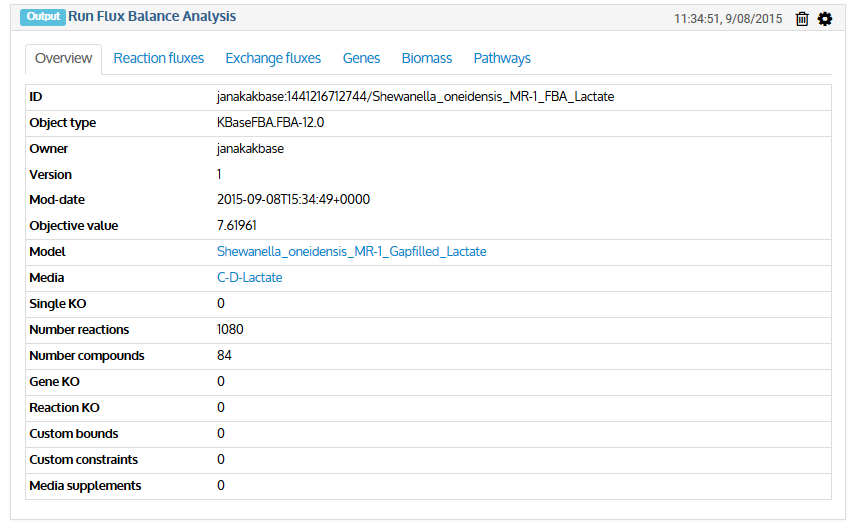 Output Run Flux Balance Analysis 11:34:51, 9/08/2015
Overview Reaction fluxes Exchange fluxes Genes Biomass Pathways
ID janakakbase:1441216712744/Shewanella_oneidensis_MR-1_FBA_Lactate
Object type KBaseFBA.FBA-12.0
Owner janakakbase
Version 1
Mod-date 2015-09-08T15:34:49+0000
Objective value 7.61961
Model Shewanella_oneidensis_MR-1_Gapfilled_Lactate
Media C-D-Lactate
Single KO 0
Number reactions 1080
Number compounds 84
Gene KO 0
Reaction KO 0
Custom bounds 0
Custom constraints 0
Media supplements 0